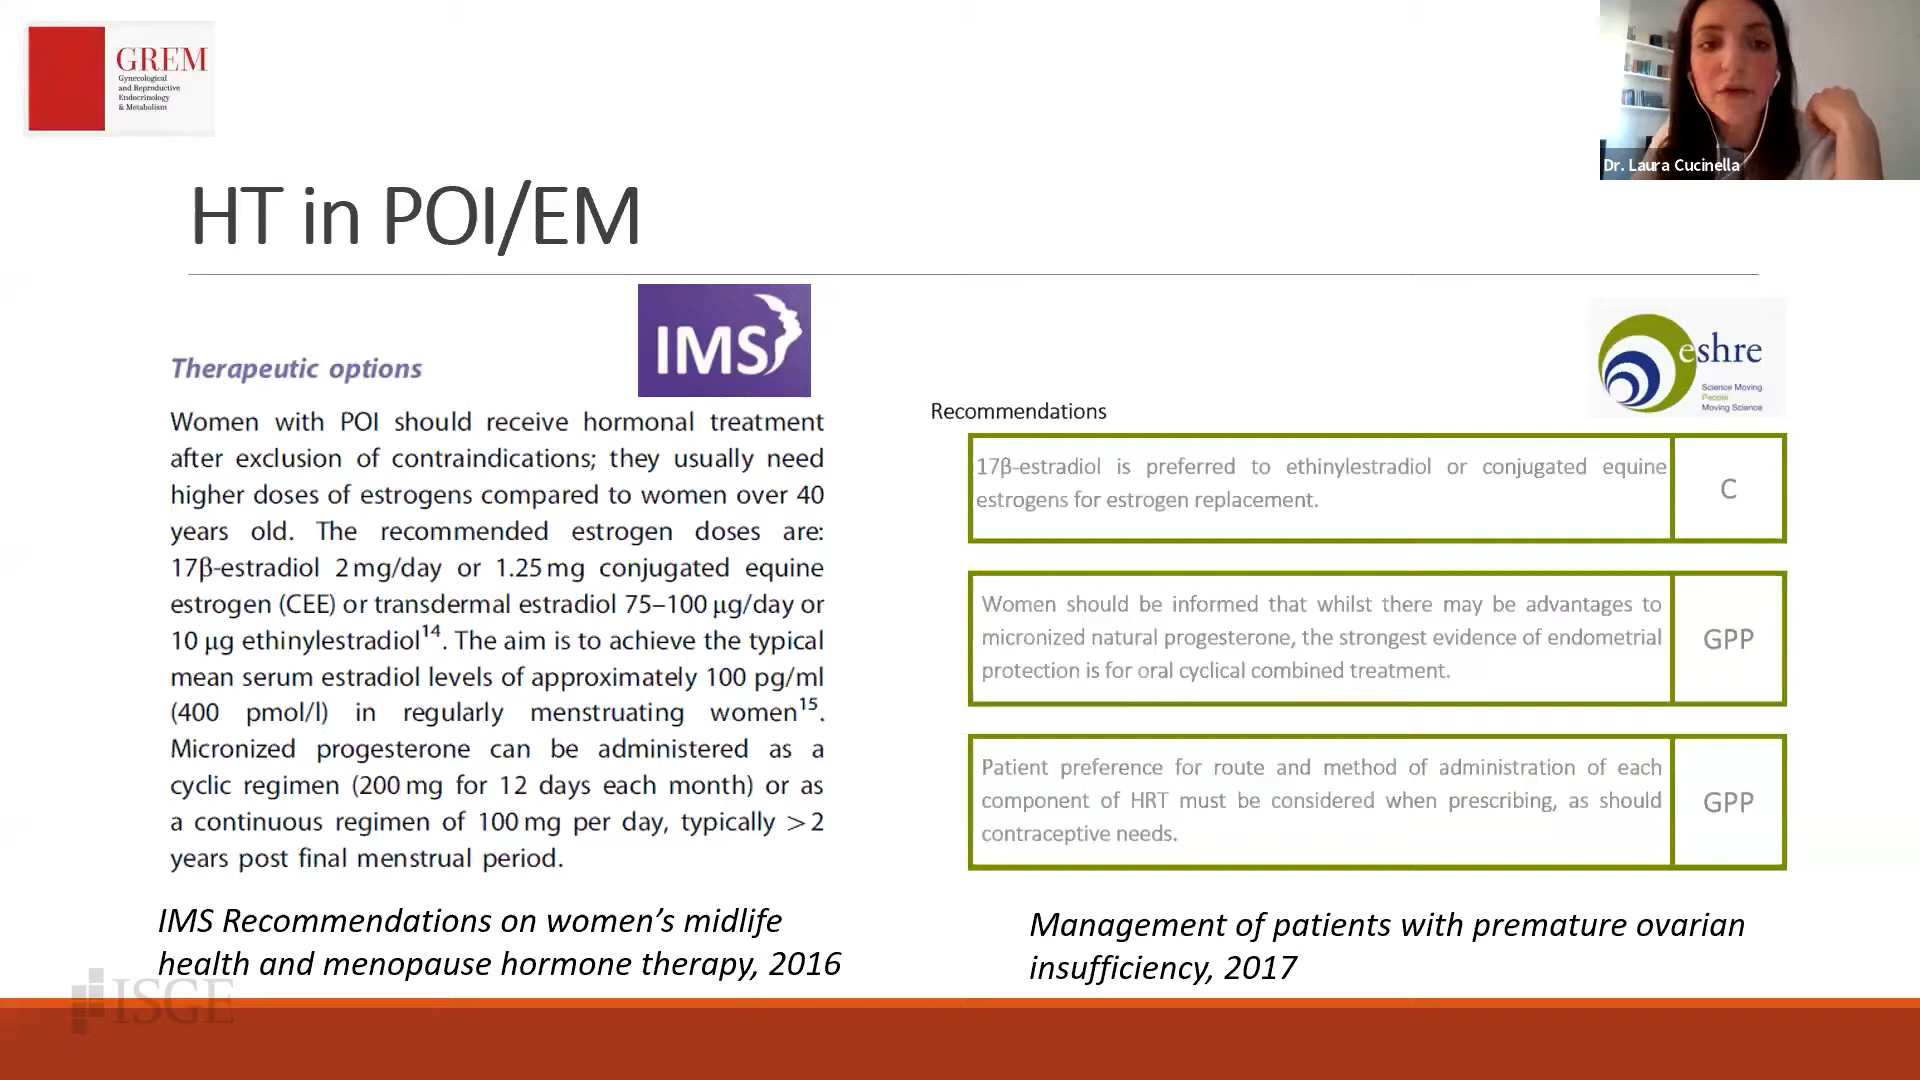 GREM
Gynecological
and Reproductive
Endocrinology
& Metabolism
Dr. Laura Cucinella
HT in POI/EM
IMS
Therapeutic options
Women with POI should receive hormonal treatment
after exclusion of contraindications; they usually need
higher doses of estrogens compared to women over 40
years old. The recommended estrogen doses are:
17β-estradiol 2 mg/day or 1.25 mg conjugated equine
estrogen (CEE) or transdermal estradiol 75–100 μg/day or
10 μg ethinylestradiol14. The aim is to achieve the typical
mean serum estradiol levels of approximately 100 pg/ml
(400 pmol/l) in regularly menstruating women15.
Micronized progesterone can be administered as a
cyclic regimen (200 mg for 12 days each month) or as
a continuous regimen of 100 mg per day, typically >2
years post final menstrual period.
IMS Recommendations on women's midlife
health and menopause hormone therapy, 2016
eshre
Science Moving
People
Moving Science
Recommendations
17β-estradiol is preferred to ethinylestradiol or conjugated equine
estrogens for estrogen replacement.
C
Women should be informed that whilst there may be advantages to
micronized natural progesterone, the strongest evidence of endometrial
protection is for oral cyclical combined treatment.
GPP
Patient preference for route and method of administration of each
component of HRT must be considered when prescribing, as should
contraceptive needs.
GPP
Management of patients with premature ovarian
insufficiency, 2017
ISGE